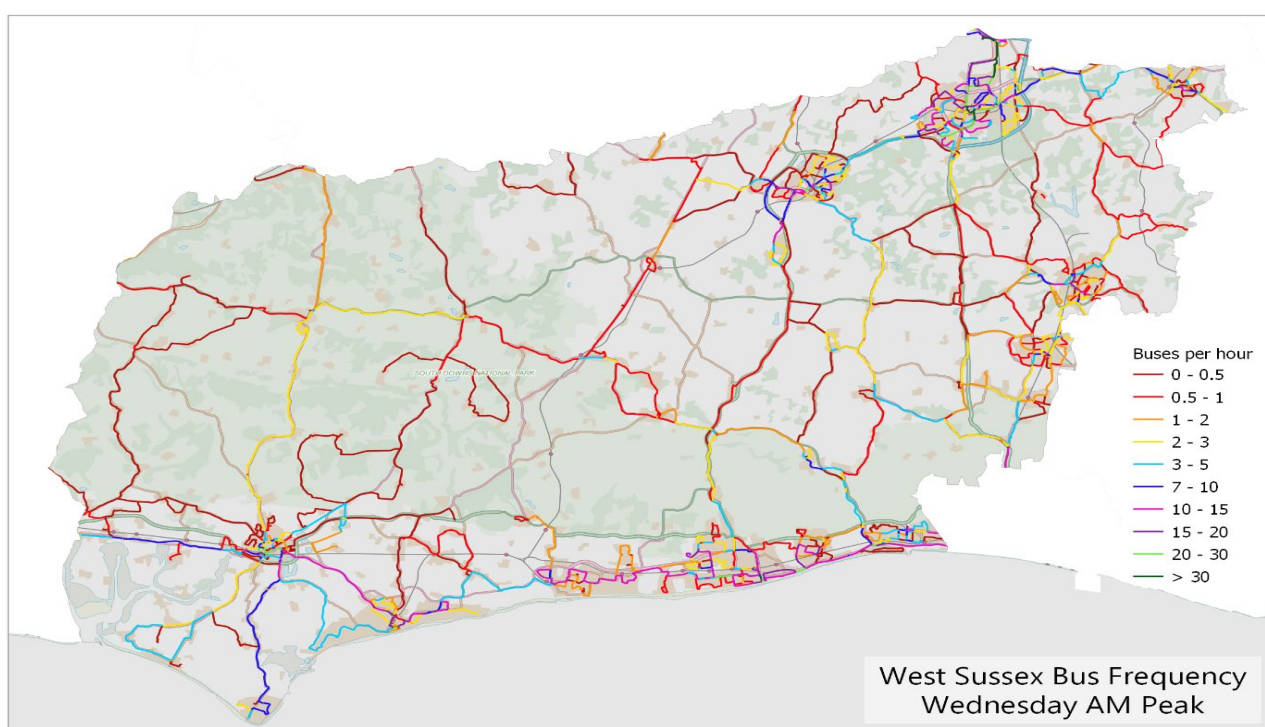 SOUTH DOWNS NATIONAL PARK
Buses per hour
0 - 0.5
0.5 - 1
1 - 2
2 - 3
3 - 5
7 - 10
10 - 15
15 - 20
20 - 30
> 30
West Sussex Bus Frequency
Wednesday AM Peak